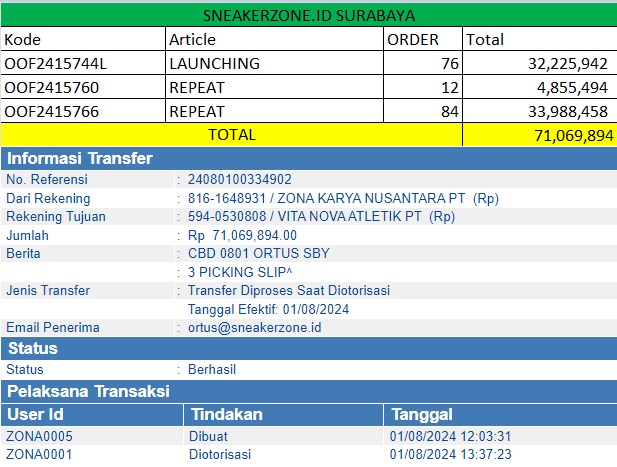 SNEAKERZONE.ID SURABAYA
Kode Article ORDER Total
OOF2415744L LAUNCHING 76 32,225,942
OOF2415760 REPEAT 12 4,855,494
OOF2415766 REPEAT 84 33,988,458
TOTAL 71,069,894
Informasi Transfer
No. Referensi : 24080100334902
Dari Rekening : 816-1648931 / ZONA KARYA NUSANTARA PT (Rp)
Rekening Tujuan : 594-0530808 / VITA NOVA ATLETIK PT (Rp)
Jumlah : Rp 71,069,894.00
Berita : CBD 0801 ORTUS SBY
: 3 PICKING SLIP^
Jenis Transfer : Transfer Diproses Saat Diotorisasi
Tanggal Efektif: 01/08/2024
Email Penerima : ortus@sneakerzone.id
Status
Status : Berhasil
Pelaksana Transaksi
User Id Tindakan Tanggal
ZONA0005 Dibuat 01/08/2024 12:03:31
ZONA0001 Diotorisasi 01/08/2024 13:37:23